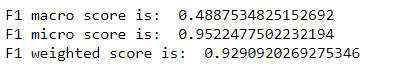 F1 macro score is:  0.4887534825152692
F1 micro score is:  0.9522477502232194
F1 weighted score is:  0.9290920269275346